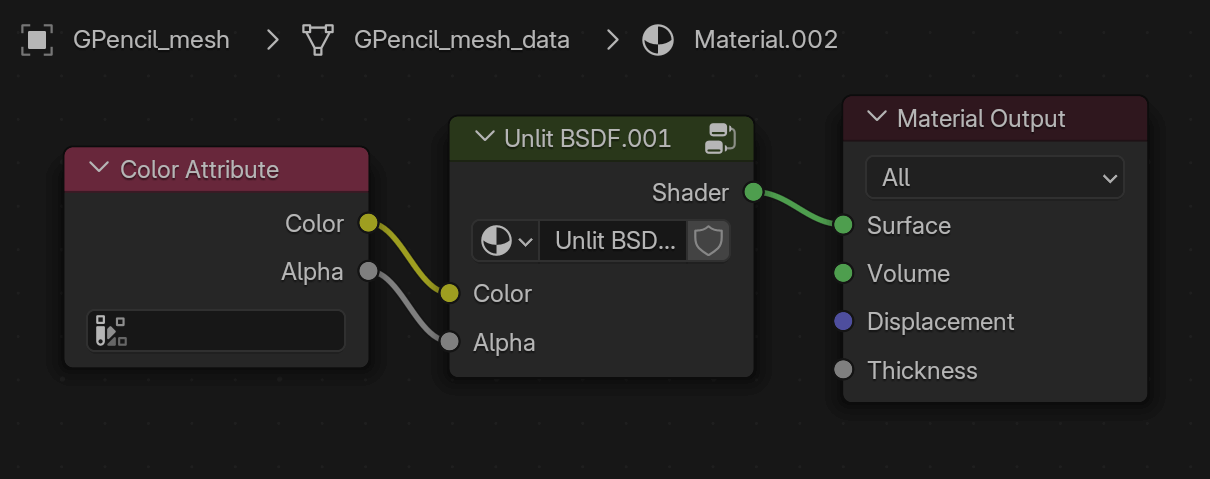 GPencil_mesh > GPencil_mesh_data > Material.002
Color Attribute
Color
Alpha
Unlit BSDF.001
Shader
Unlit BSD...
Color
Alpha
Material Output
All
Surface
Volume
Displacement
Thickness